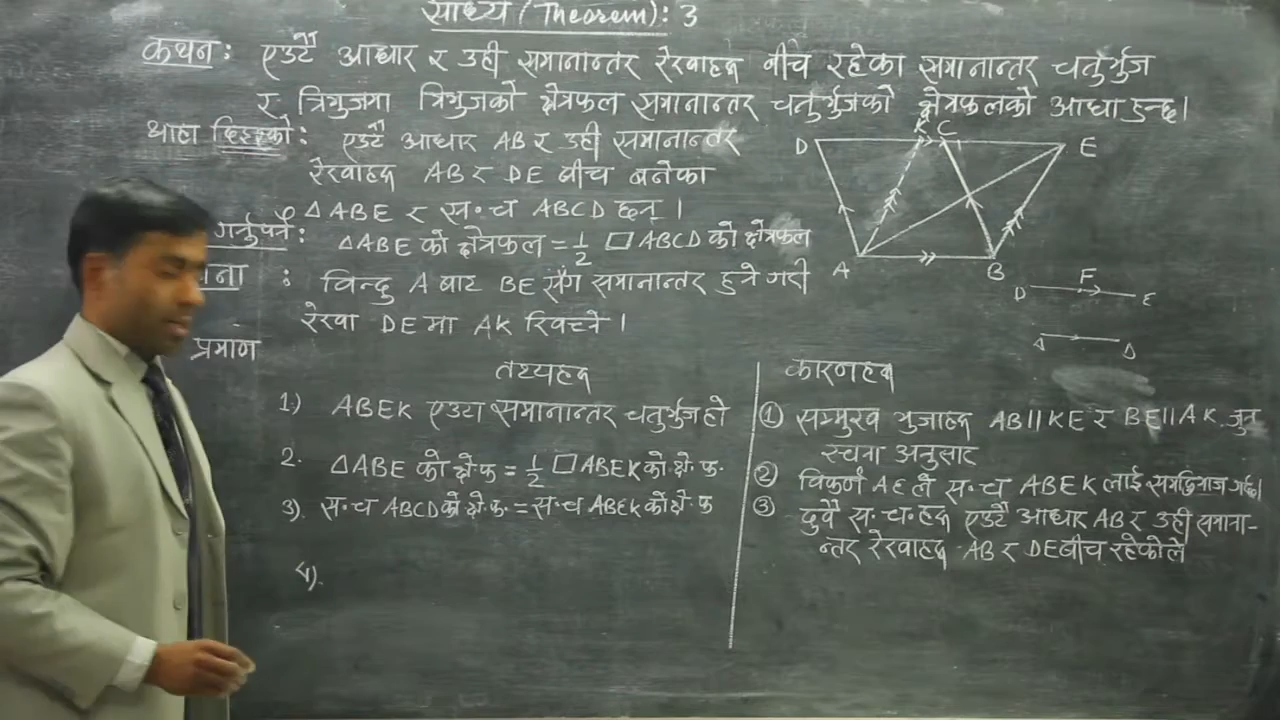 साध्य (Theorem): 3
कथन: एउटै आधार र उही समानान्तर रेखाहरू बीच रहेका समानान्तर चतुर्भुज
र त्रिभुजमा त्रिभुजको क्षेत्रफल समानान्तर चतुर्भुजको क्षेत्रफलको आधा हुन्छ।
थाहा दिइएको: एउटै आधार AB र उही समानान्तर
रेखाहरू AB र DE बीच बनेका
△ABE र स.च ABCD छन्।
गर्नुपर्ने: △ABE को क्षेत्रफल = 1/2 □ABCD को क्षेत्रफल
चना : विन्दु A बाट BE सँग समानान्तर हुने गरी
रेखा DE मा AK खिच्ने।
D K C E
A B
D F E
A D
प्रमाण
तथ्यहरू
कारणहरू
1) ABEK एउटा समानान्तर चतुर्भुज हो
① सम्मुख भुजाहरू AB॥KE र BE॥AK जुन
रचना अनुसार
2. △ABE को क्षे.फ = 1/2 □ABEK को क्षे.फ.
② विकर्ण AE ले स.च ABEK लाई समद्विभाज गर्छ।
3). स.च ABCD को क्षे.फ. = स.च ABEK को क्षे.फ
③ दुवै स.च.हरू एउटै आधार AB र उही समाना-
न्तर रेखाहरू AB र DE बीच रहेकोले
४).